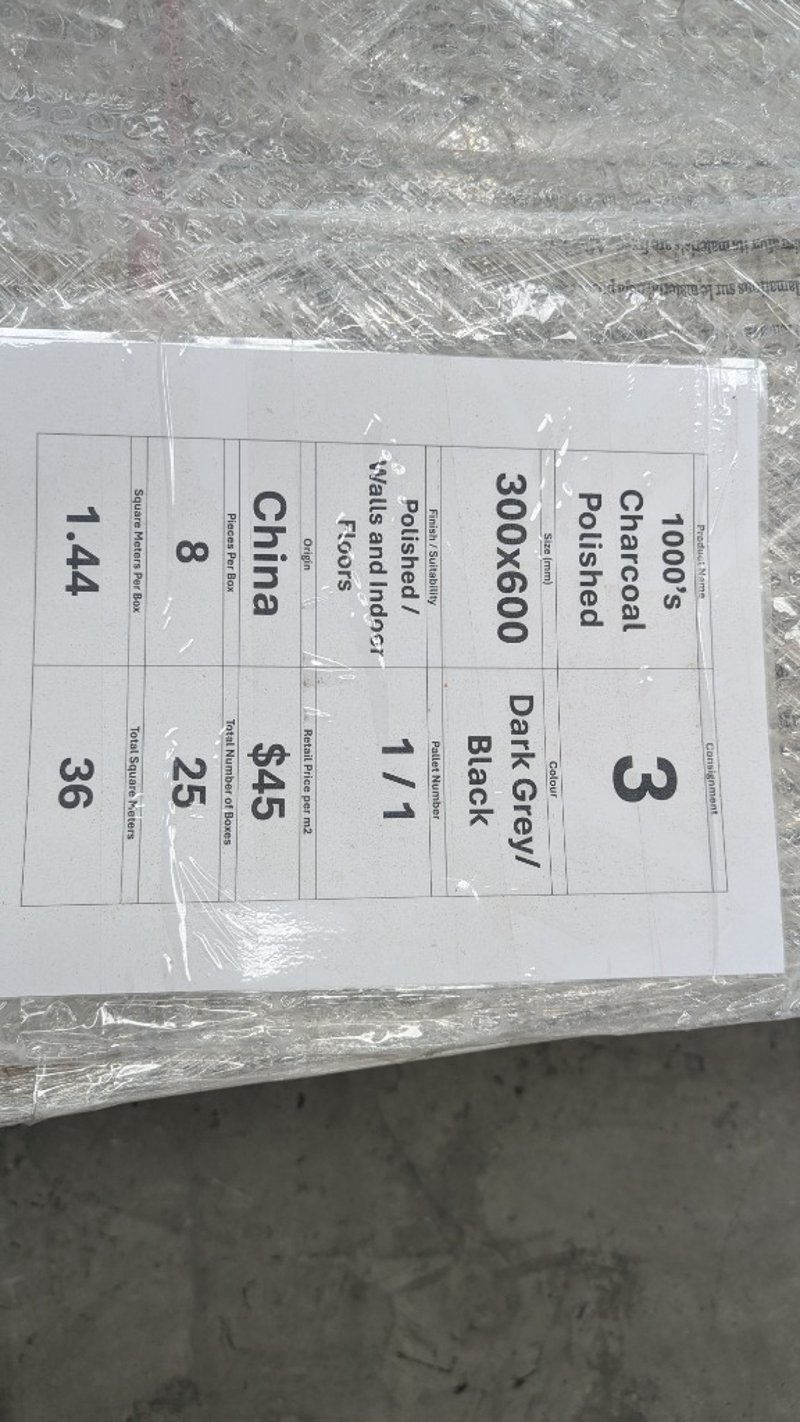 Product Name
Consignment
1000's
Charcoal
Polished
3
Size (mm)
Colour
300x600
Dark Grey/
Black
Finish / Suitability
Pallet Number
Polished /
Walls and Indoor
Floors
1 / 1
Origin
Retail Price per m2
China
$45
Pieces Per Box
Total Number of Boxes
8
25
Square Meters Per Box
Total Square Meters
1.44
36